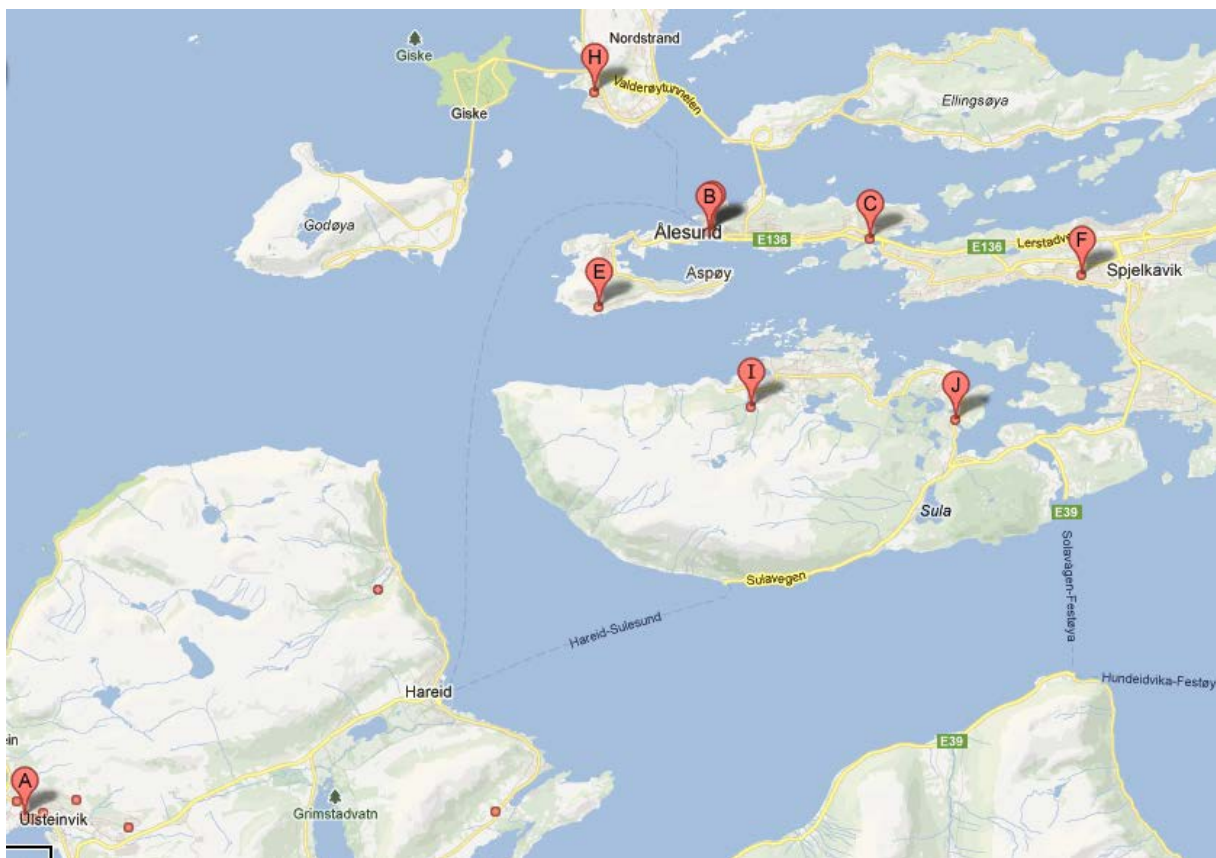 Nordstrand
H
Giske
Valderøytunnelen
Giske
Ellingsøya
B
C
Godøya
Ålesund
E136
E136
Lerstadve
F
E
Aspøy
Spjelkavik
I
J
Sula
E39
Sulavegen
Solavågen-Festøya
Hareid-Sulesund
Hareid
Hundeidvika-Festøy
ein
E39
A
Grimstadvatn
Ulsteinvik